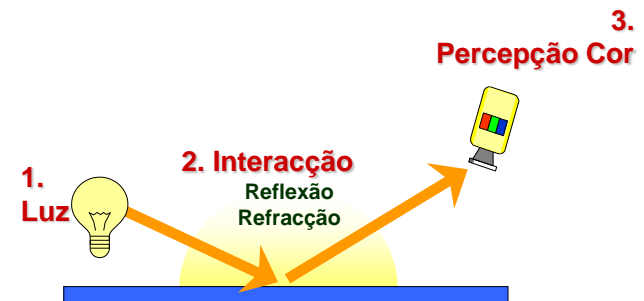 1.
Luz
2. Interacção
Reflexão
Refracção
3.
Percepção Cor